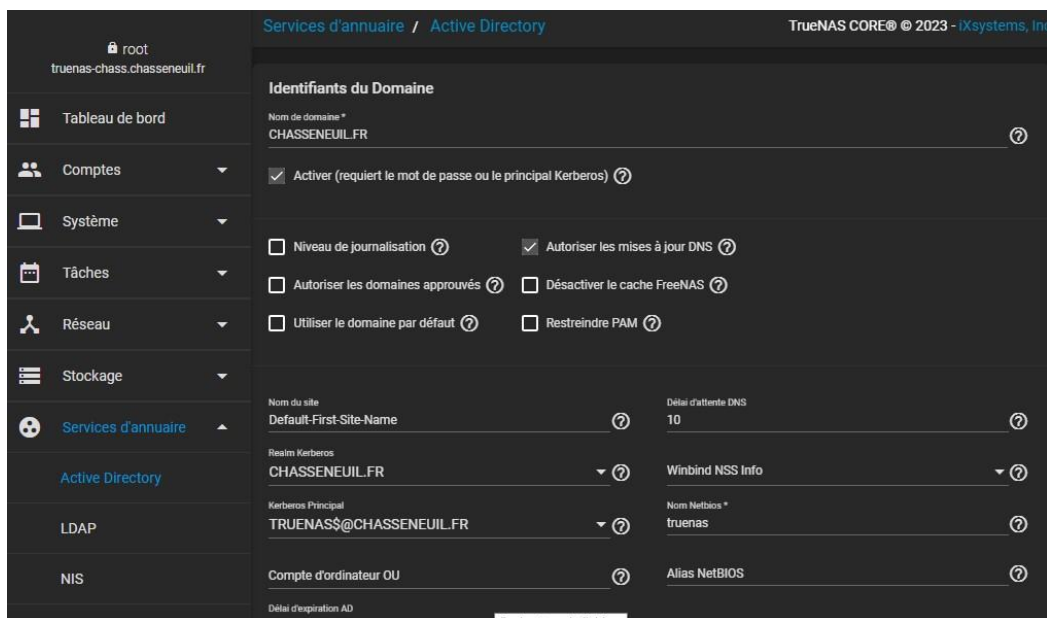 root
truenas-chass.chasseneuil.fr
Tableau de bord
Comptes
Système
Tâches
Réseau
Stockage
Services d'annuaire
Active Directory
LDAP
NIS
Services d'annuaire / Active Directory
TrueNAS CORE® © 2023 - iXsystems, Inc
Identifiants du Domaine
Nom de domaine *
CHASSENEUIL.FR
Activer (requiert le mot de passe ou le principal Kerberos)
Niveau de journalisation
Autoriser les mises à jour DNS
Autoriser les domaines approuvés
Désactiver le cache FreeNAS
Utiliser le domaine par défaut
Restreindre PAM
Nom du site
Default-First-Site-Name
Délai d'attente DNS
10
Realm Kerberos
CHASSENEUIL.FR
Winbind NSS Info
Kerberos Principal
TRUENAS$@CHASSENEUIL.FR
Nom Netbios *
truenas
Compte d'ordinateur OU
Alias NetBIOS
Délai d'expiration AD